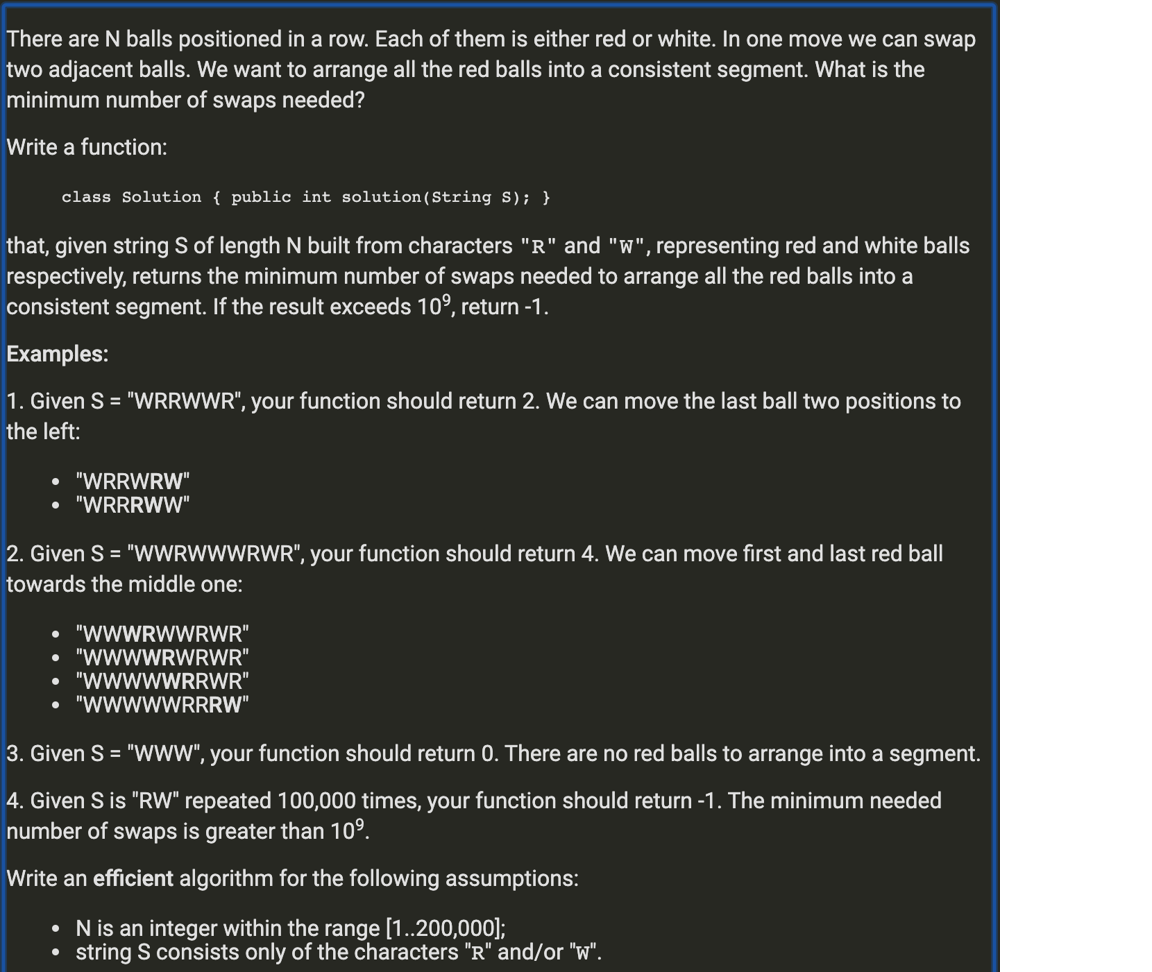 There are N balls positioned in a row. Each of them is either red or white. In one move we can swap
two adjacent balls. We want to arrange all the red balls into a consistent segment. What is the
minimum number of swaps needed?
Write a function:
class Solution { public int solution(String S); }
that, given string S of length N built from characters "R" and "W", representing red and white balls
respectively, returns the minimum number of swaps needed to arrange all the red balls into a
consistent segment. If the result exceeds 10⁹, return -1.
Examples:
1. Given S = "WRRWWR", your function should return 2. We can move the last ball two positions to
the left:
• "WRRWRW"
• "WRRRWW"
2. Given S = "WWRWWWRWR", your function should return 4. We can move first and last red ball
towards the middle one:
• "WWWRWWRWR"
• "WWWWRWRWR"
• "WWWWWRRWR"
• "WWWWWRRRW"
3. Given S = "WWW", your function should return 0. There are no red balls to arrange into a segment.
4. Given S is "RW" repeated 100,000 times, your function should return -1. The minimum needed
number of swaps is greater than 10⁹.
Write an efficient algorithm for the following assumptions:
• N is an integer within the range [1..200,000];
• string S consists only of the characters "R" and/or "W".